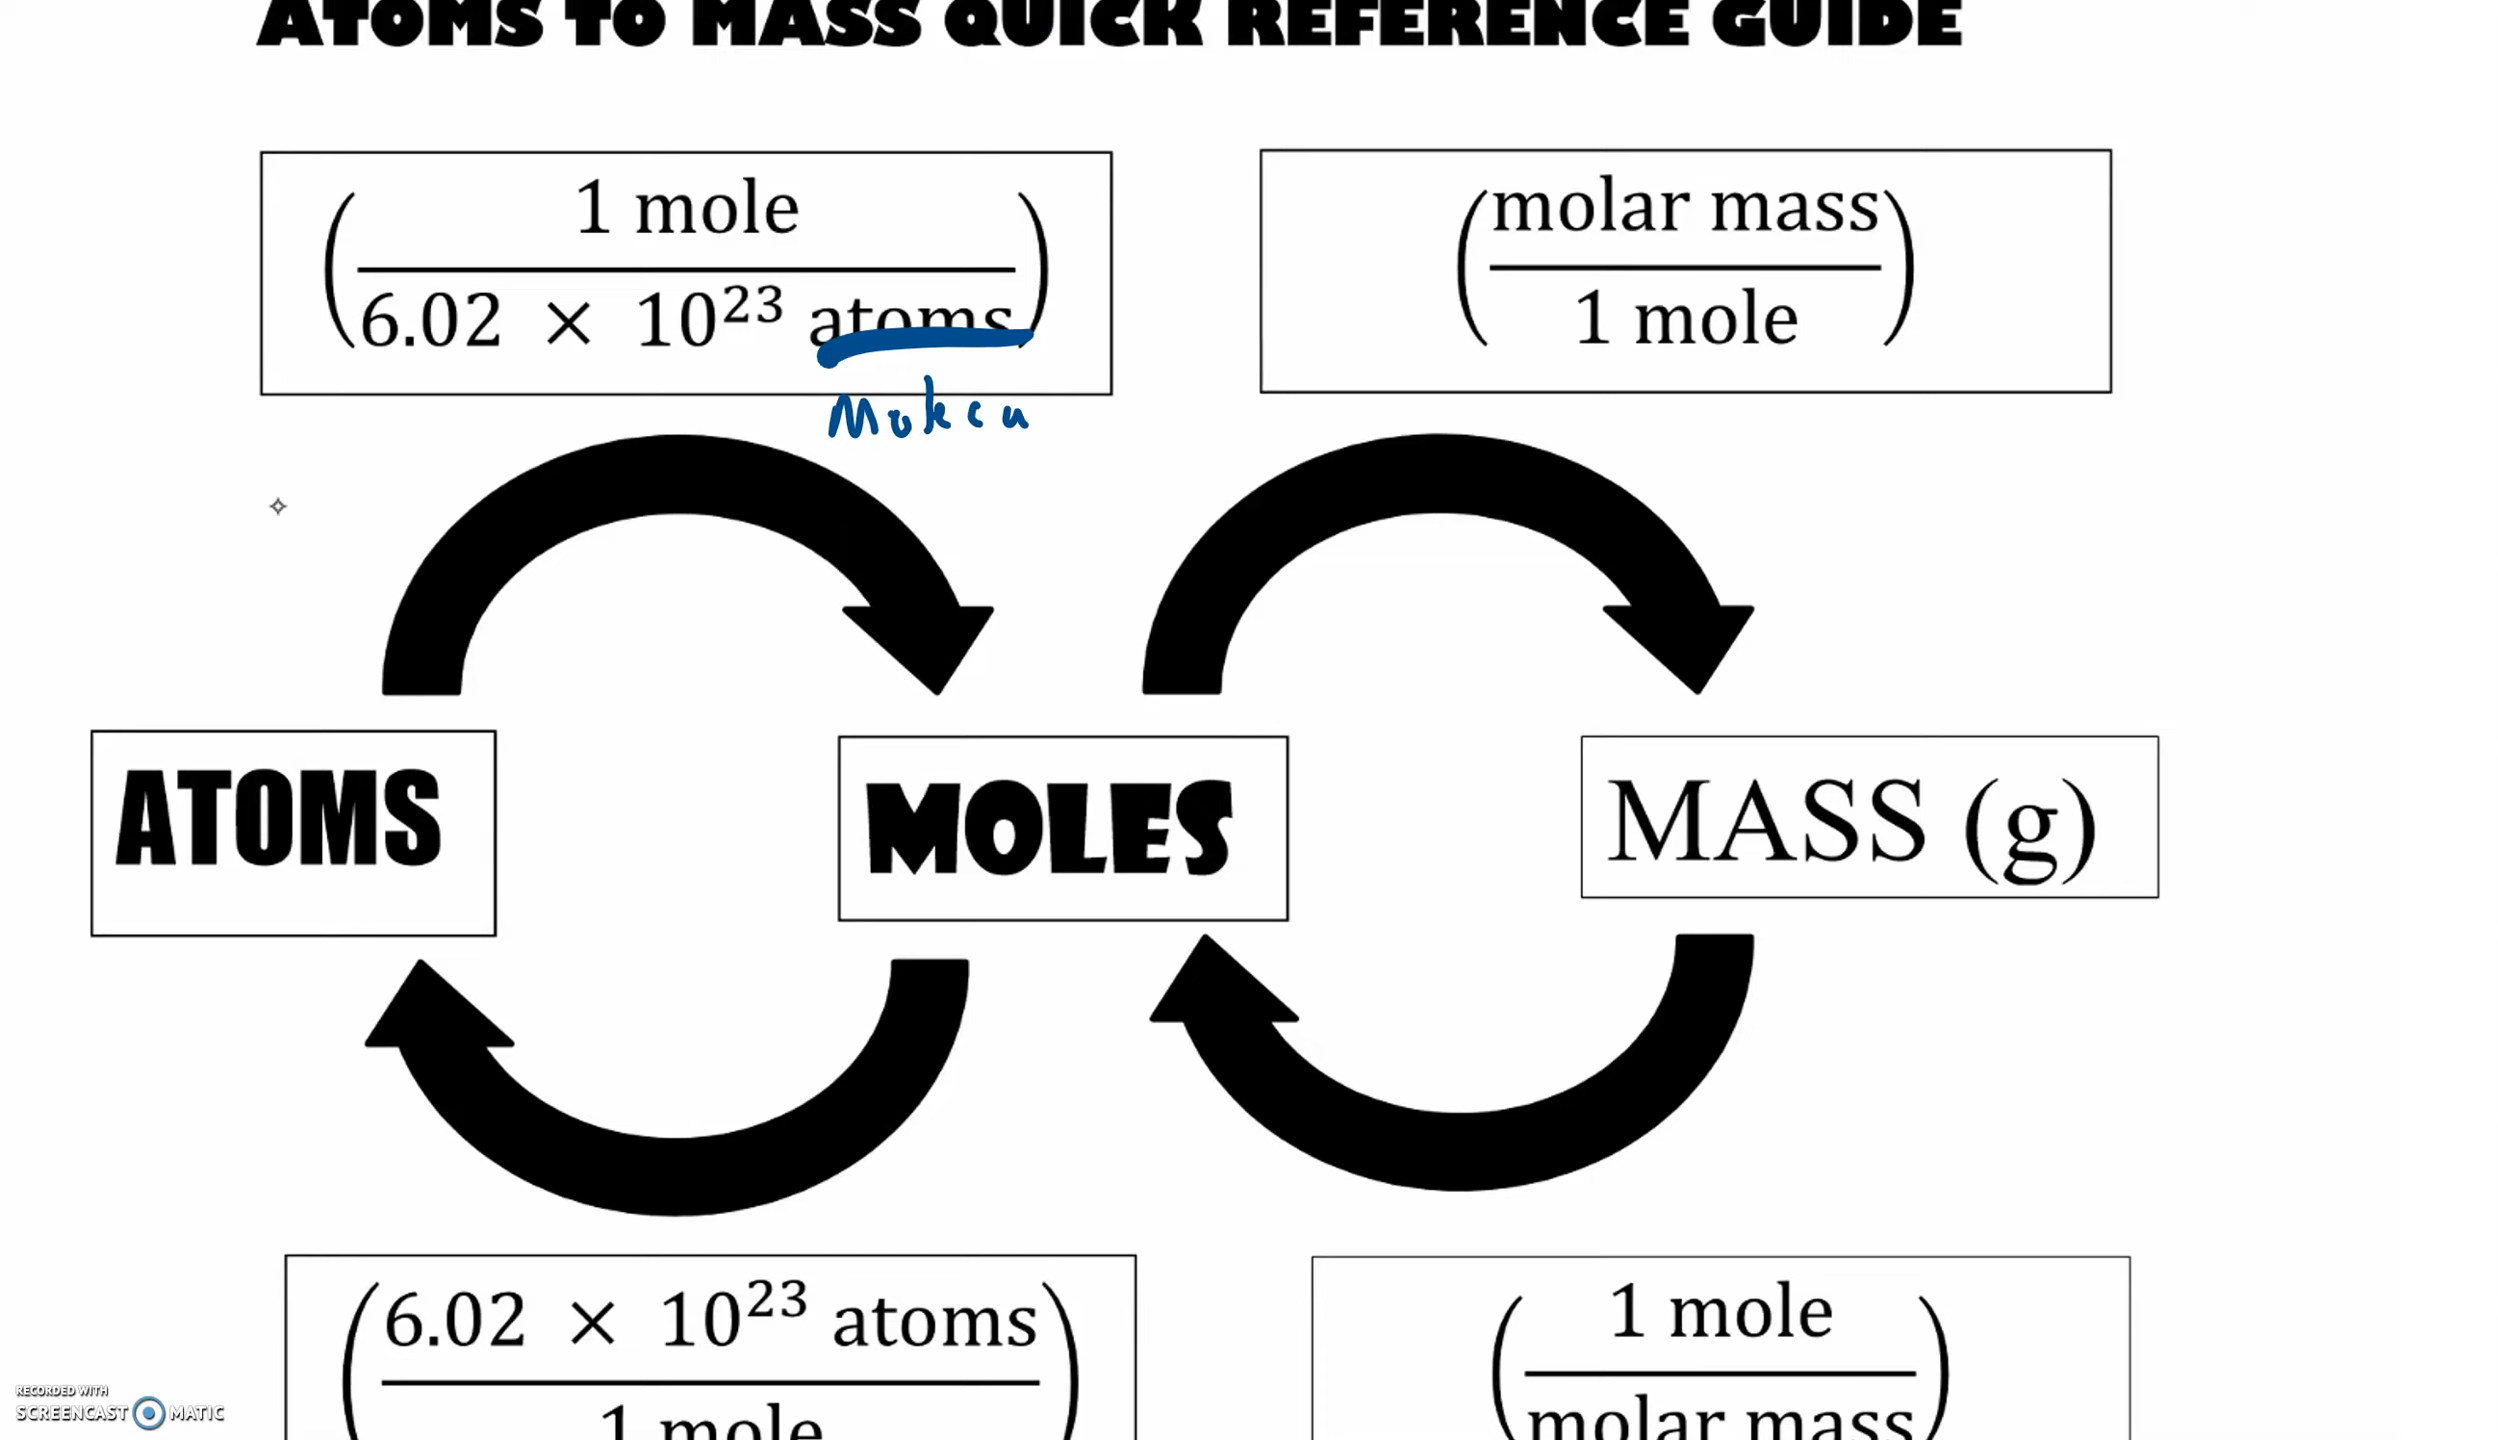 ATOMS TO MASS QUICK REFERENCE GUIDE
(1 mole / 6.02 × 10²³ atoms)
(molar mass / 1 mole)
Molecu
ATOMS
MOLES
MASS (g)
(6.02 × 10²³ atoms / 1 mole)
(1 mole / molar mass)
RECORDED WITH
SCREENCAST MATIC